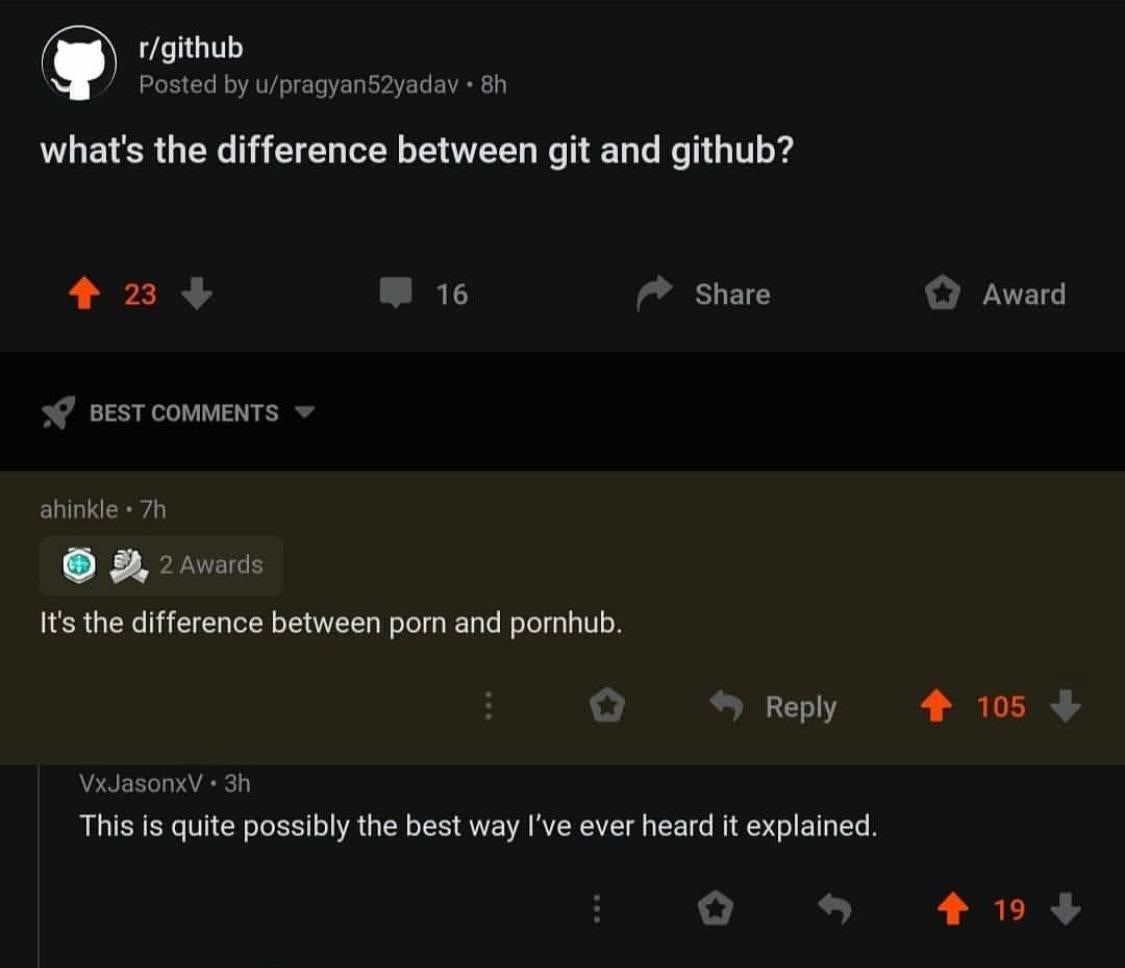 r/github
Posted by u/pragyan52yadav • 8h
what's the difference between git and github?
23
16
Share
Award
BEST COMMENTS
ahinkle • 7h
2 Awards
It's the difference between porn and pornhub.
Reply
105
VxJasonxV • 3h
This is quite possibly the best way I've ever heard it explained.
19